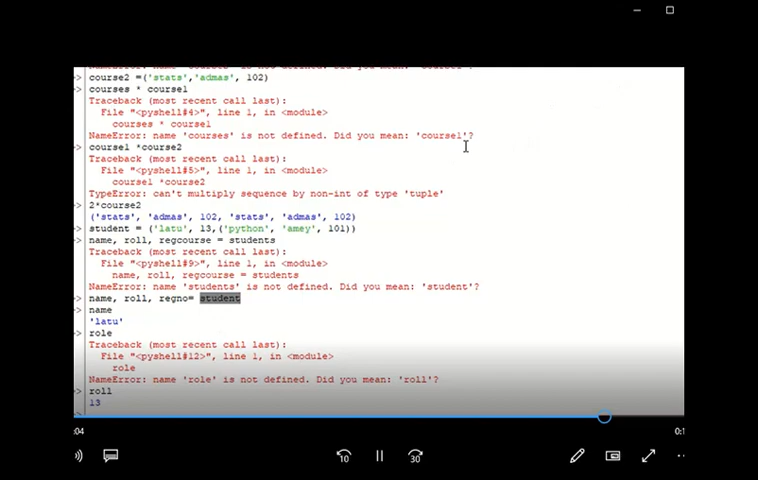 > course2 =('stats','admas', 102)
> courses * course1
Traceback (most recent call last):
File "<pyshell#4>", line 1, in <module>
courses * course1
NameError: name 'courses' is not defined. Did you mean: 'course1'?
> course1 *course2
Traceback (most recent call last):
File "<pyshell#5>", line 1, in <module>
course1 *course2
TypeError: can't multiply sequence by non-int of type 'tuple'
> 2*course2
('stats', 'admas', 102, 'stats', 'admas', 102)
> student = ('latu', 13,('python', 'amey', 101))
> name, roll, regcourse = students
Traceback (most recent call last):
File "<pyshell#9>", line 1, in <module>
name, roll, regcourse = students
NameError: name 'students' is not defined. Did you mean: 'student'?
> name, roll, regno= student
> name
'latu'
> role
Traceback (most recent call last):
File "<pyshell#12>", line 1, in <module>
role
NameError: name 'role' is not defined. Did you mean: 'roll'?
> roll
13
:04
0:1
10
30